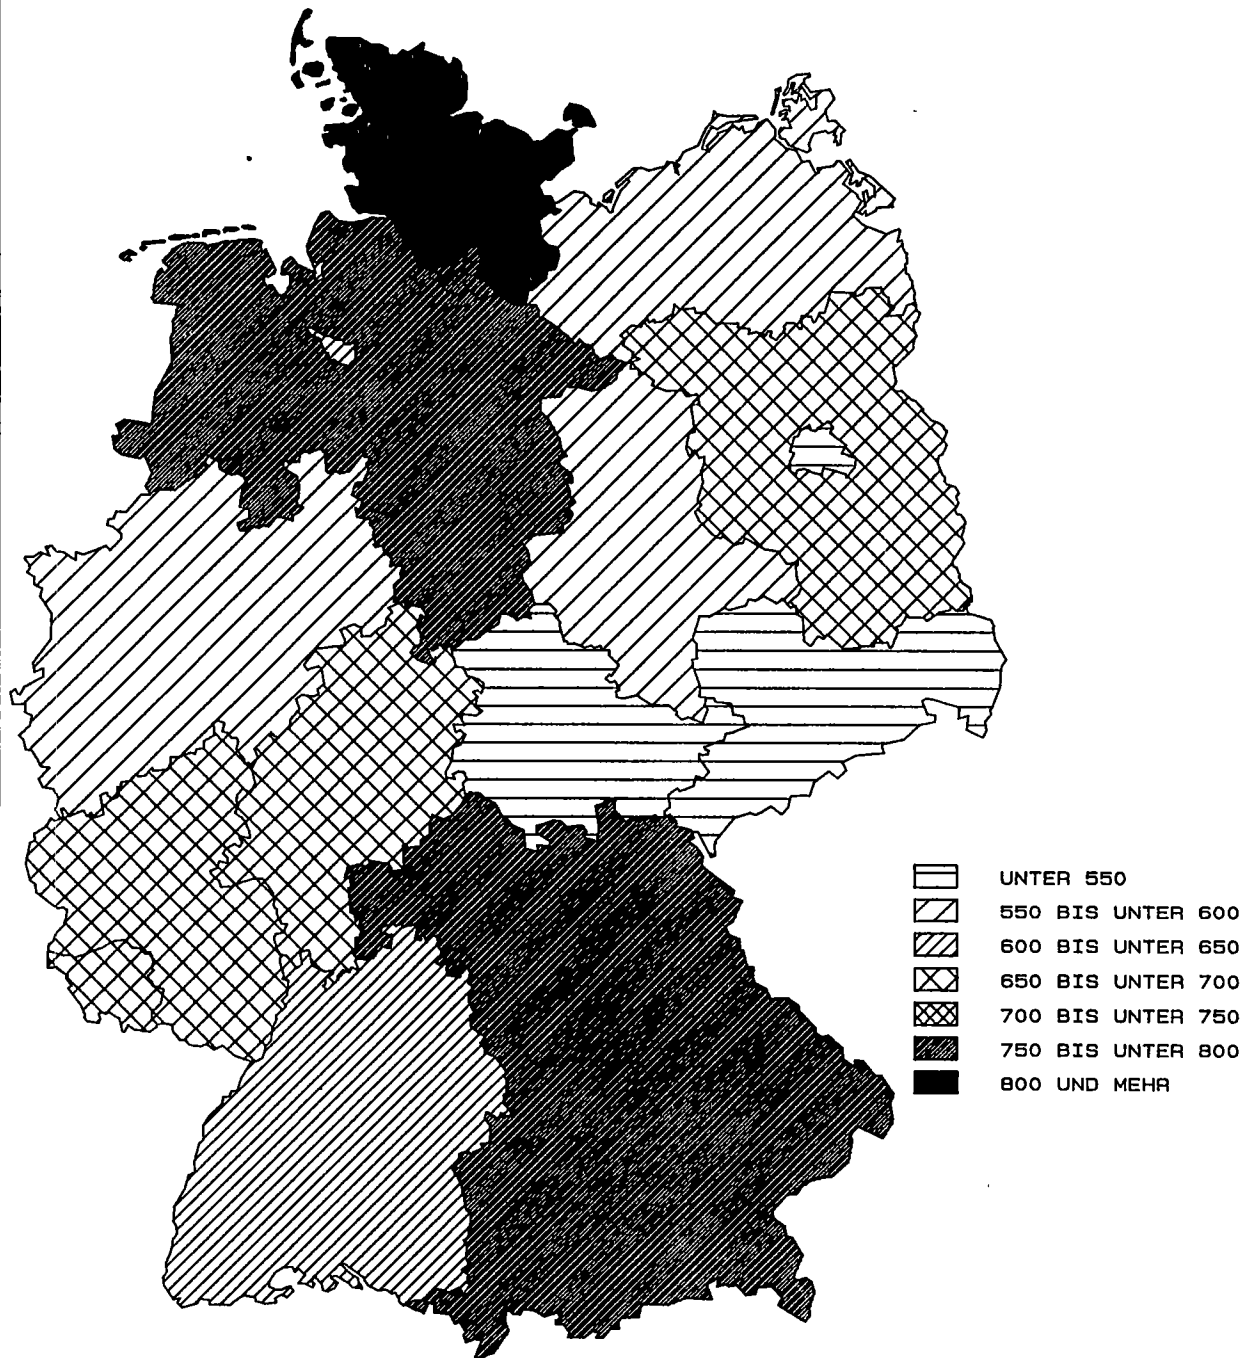 UNTER 550
550 BIS UNTER 600
600 BIS UNTER 650
650 BIS UNTER 700
700 BIS UNTER 750
750 BIS UNTER 800
800 UND MEHR